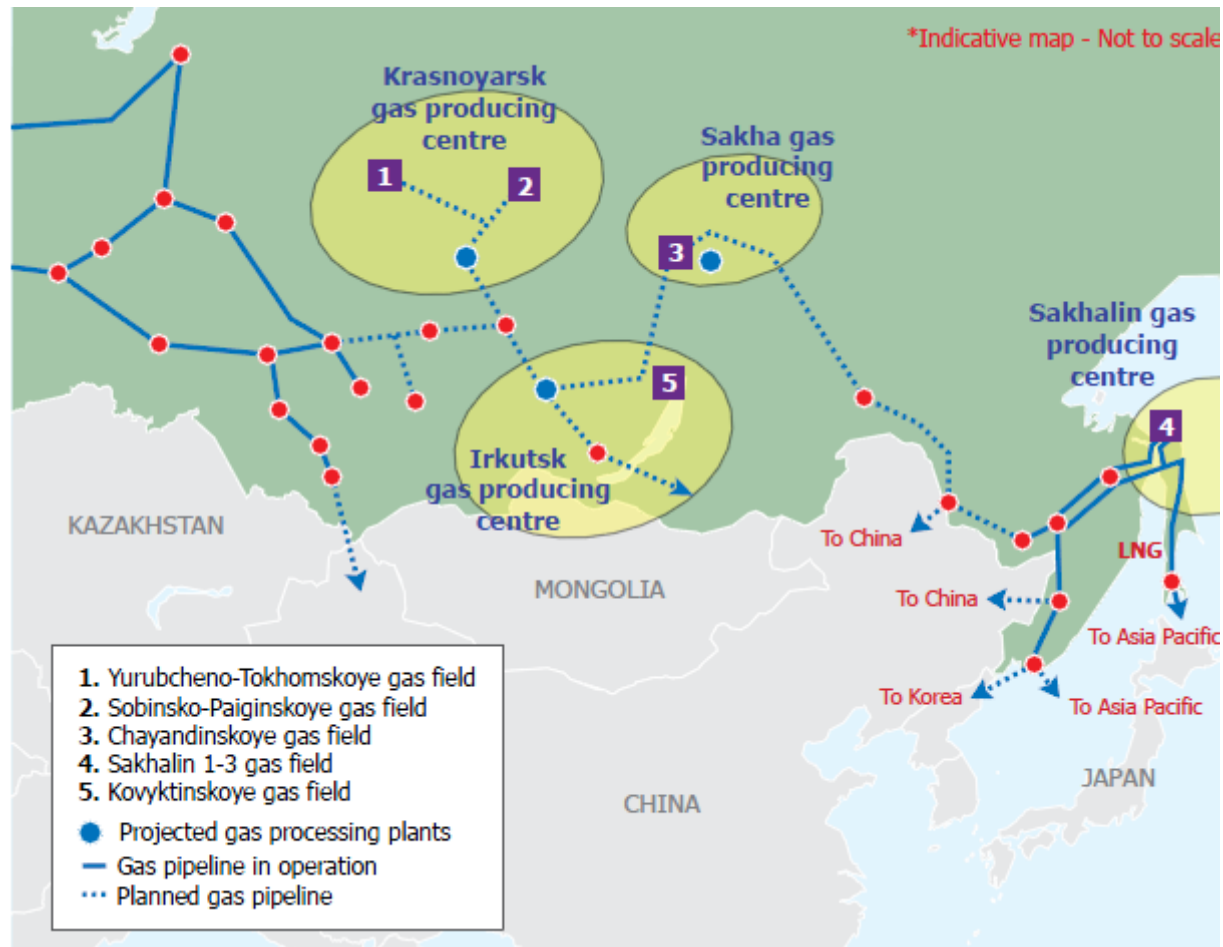 *Indicative map - Not to scale
Krasnoyarsk
gas producing
centre
1
2
Sakha gas
producing
centre
3
Sakhalin gas
producing
centre
4
5
Irkutsk
gas producing
centre
KAZAKHSTAN
MONGOLIA
To China
LNG
To China
To Asia Pacific
To Korea
To Asia Pacific
JAPAN
CHINA
1. Yurubcheno-Tokhomskoye gas field
2. Sobinsko-Paiginskoye gas field
3. Chayandinskoye gas field
4. Sakhalin 1-3 gas field
5. Kovyktinskoye gas field
Projected gas processing plants
Gas pipeline in operation
Planned gas pipeline